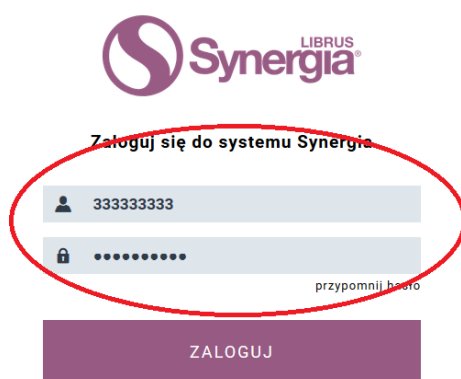 LIBRUS
Synergia
Zaloguj się do systemu Synergia
333333333
••••••••••
przypomnij hasło
ZALOGUJ